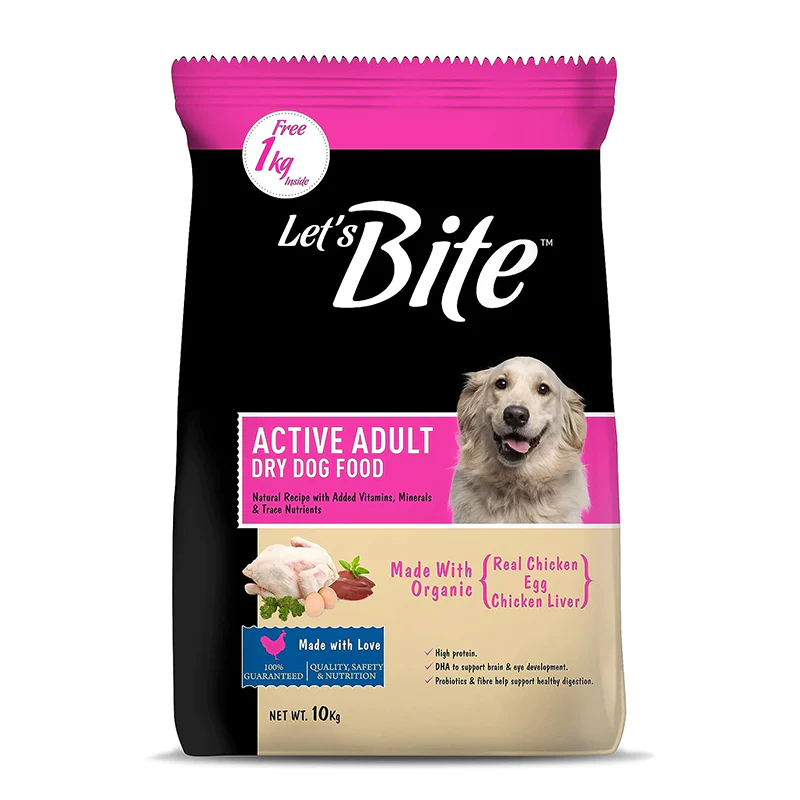 Free
1kg
Inside
Let's Bite™
ACTIVE ADULT
DRY DOG FOOD
Natural Recipe with Added Vitamins, Minerals
& Trace Nutrients
Made With
Organic
Real Chicken
Egg
Chicken Liver
Made with Love
100%
GUARANTEED
QUALITY, SAFETY
& NUTRITION
✓ High protein.
✓ DHA to support brain & eye development.
✓ Probiotics & fibre help support healthy digestion.
NET WT. 10Kg